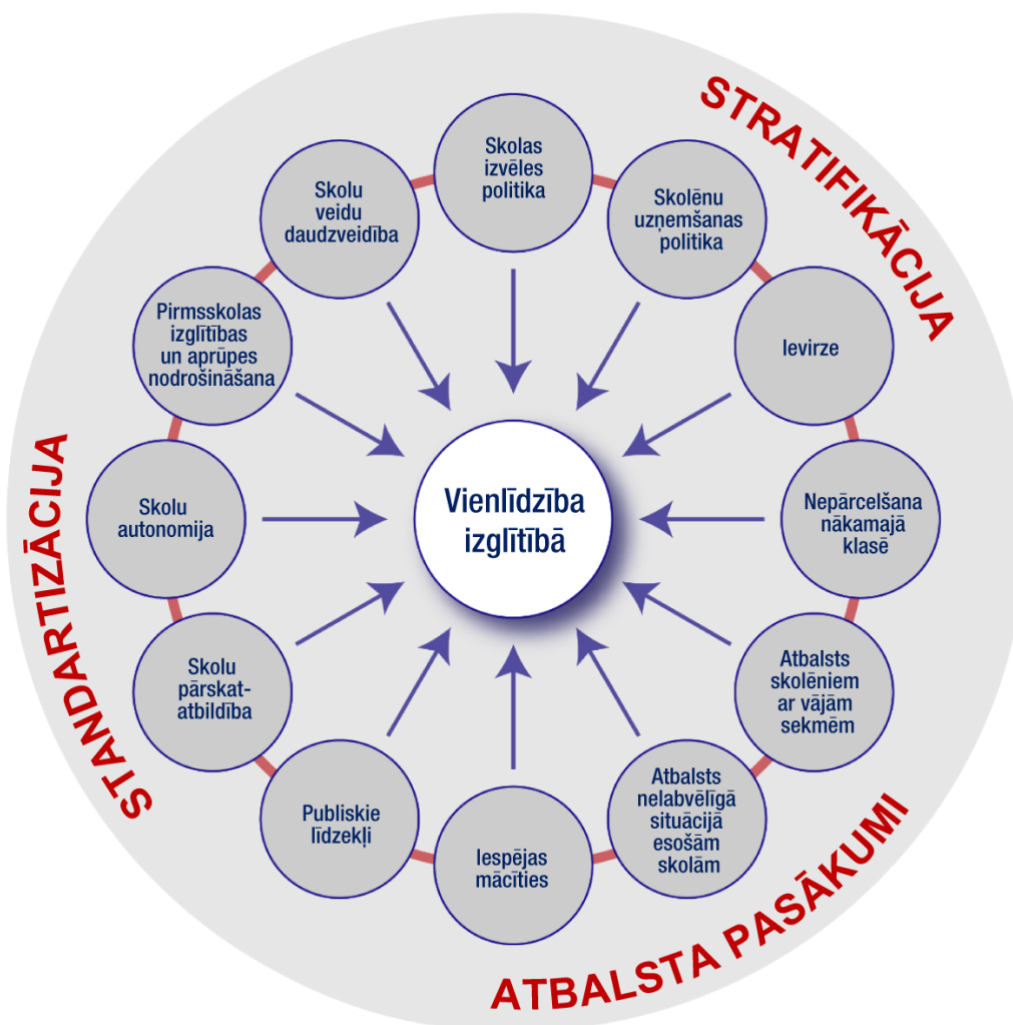 STRATIFIKĀCIJA
Skolas
izvēles
politika
Skolēnu
uzņemšanas
politika
Ievirze
Nepārcelšana
nākamajā
klasē
Atbalsts
skolēniem
ar vājām
sekmēm
Atbalsts
nelabvēlīgā
situācijā
esošām
skolām
ATBALSTA PASĀKUMI
Iespējas
mācīties
Publiskie
līdzekļi
Skolu
pārskat-
atbildība
STANDARTIZĀCIJA
Skolu
autonomija
Pirmsskolas
izglītības
un aprūpes
nodrošināšana
Skolu
veidu
daudzveidība
Vienlīdzība
izglītībā